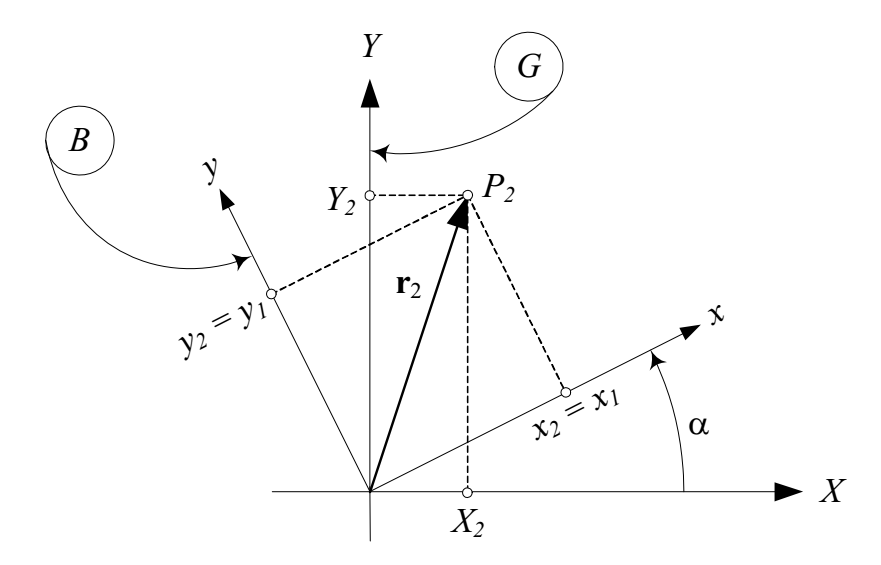 Y
G
B
y
Y₂
P₂
r₂
y₂ = y₁
x
x₂ = x₁
α
X
X₂